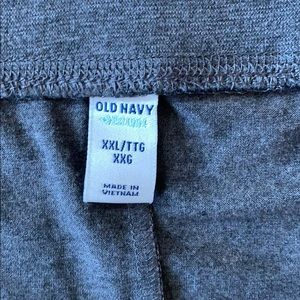 OLD NAVY
XXL/TTG
XXG
MADE IN
VIETNAM